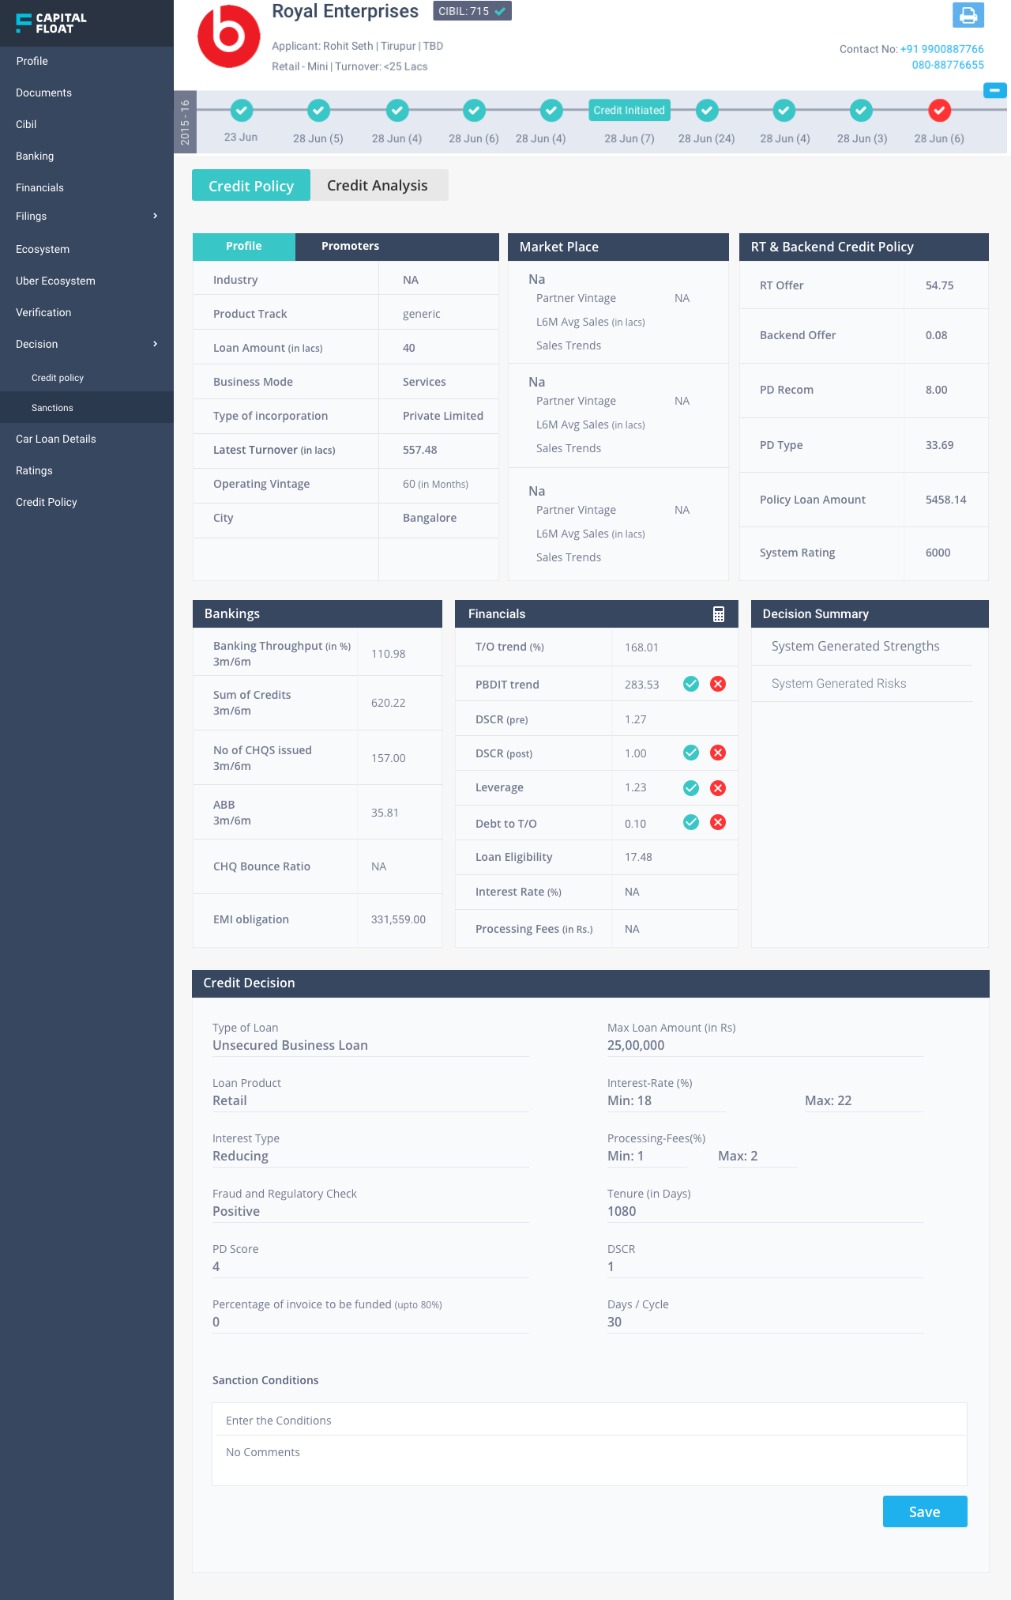 CAPITAL
FLOAT
Profile
Documents
Cibil
Banking
Financials
Filings
Ecosystem
Uber Ecosystem
Verification
Decision
Credit policy
Sanctions
Car Loan Details
Ratings
Credit Policy
b
Royal Enterprises
CIBIL: 715
Applicant: Rohit Seth | Tirupur | TBD
Retail - Mini | Turnover: <25 Lacs
Contact No: +91 9900887766
080-88776655
2015 - 16
Credit Initiated
23 Jun 28 Jun (5) 28 Jun (4) 28 Jun (6) 28 Jun (4) 28 Jun (7) 28 Jun (24) 28 Jun (4) 28 Jun (3) 28 Jun (6)
Credit Policy Credit Analysis
Profile Promoters
Industry NA
Product Track generic
Loan Amount (in lacs) 40
Business Mode Services
Type of incorporation Private Limited
Latest Turnover (in lacs) 557.48
Operating Vintage 60 (in Months)
City Bangalore
Market Place
Na
Partner Vintage NA
L6M Avg Sales (in lacs)
Sales Trends
Na
Partner Vintage NA
L6M Avg Sales (in lacs)
Sales Trends
Na
Partner Vintage NA
L6M Avg Sales (in lacs)
Sales Trends
RT & Backend Credit Policy
RT Offer 54.75
Backend Offer 0.08
PD Recom 8.00
PD Type 33.69
Policy Loan Amount 5458.14
System Rating 6000
Bankings
Banking Throughput (in %)
3m/6m 110.98
Sum of Credits
3m/6m 620.22
No of CHQS issued
3m/6m 157.00
ABB
3m/6m 35.81
CHQ Bounce Ratio NA
EMI obligation 331,559.00
Financials
T/O trend (%) 168.01
PBDIT trend 283.53
DSCR (pre) 1.27
DSCR (post) 1.00
Leverage 1.23
Debt to T/O 0.10
Loan Eligibility 17.48
Interest Rate (%) NA
Processing Fees (in Rs.) NA
Decision Summary
System Generated Strengths
System Generated Risks
Credit Decision
Type of Loan
Unsecured Business Loan
Max Loan Amount (in Rs)
25,00,000
Loan Product
Retail
Interest-Rate (%)
Min: 18 Max: 22
Interest Type
Reducing
Processing-Fees(%)
Min: 1 Max: 2
Fraud and Regulatory Check
Positive
Tenure (in Days)
1080
PD Score
4
DSCR
1
Percentage of invoice to be funded (upto 80%)
0
Days / Cycle
30
Sanction Conditions
Enter the Conditions
No Comments
Save